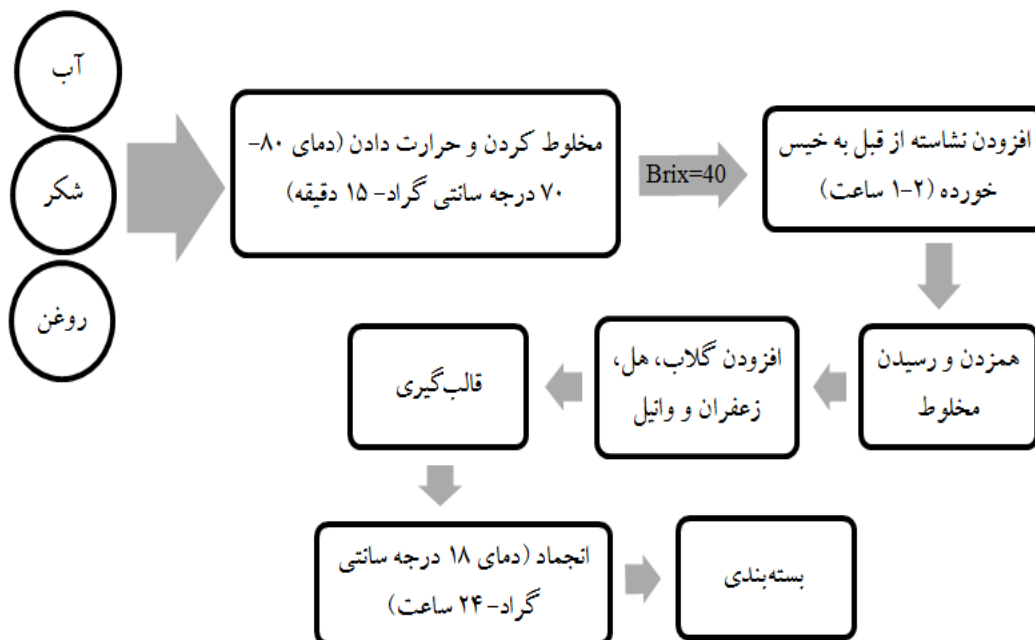 آب
شکر
روغن
مخلوط کردن و حرارت دادن (دمای ۸۰-
۷۰ درجه سانتی گراد- ۱۵ دقیقه)
Brix=40
افزودن نشاسته از قبل به خیس
خورده (۲-۱ ساعت)
همزدن و رسیدن
مخلوط
افزودن گلاب، هل،
زعفران و وانیل
قالب‌گیری
انجماد (دمای ۱۸ درجه سانتی
گراد- ۲۴ ساعت)
بسته‌بندی